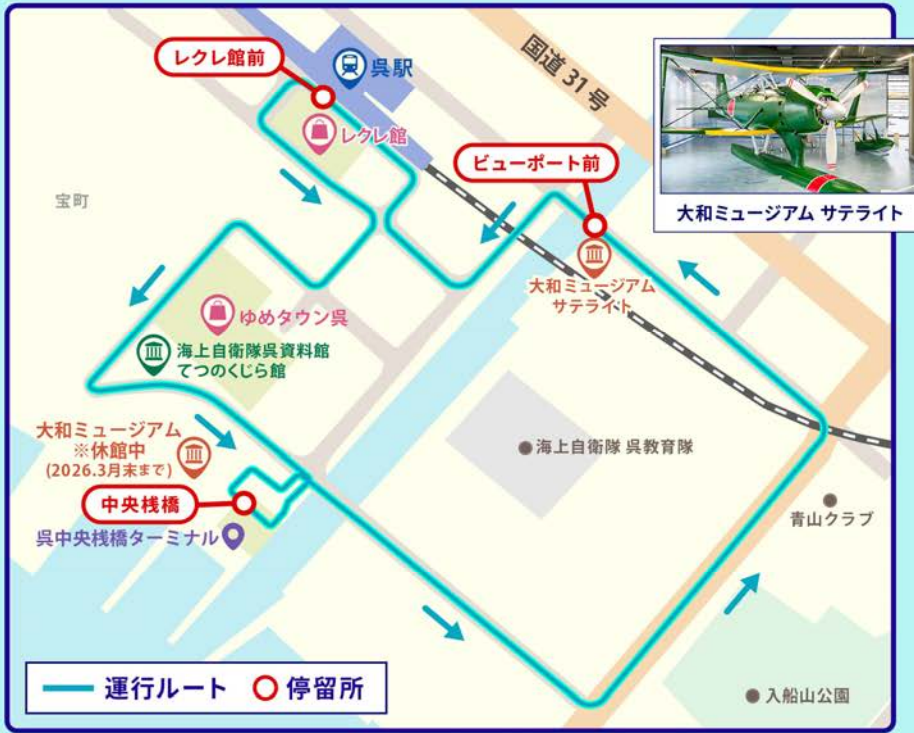 レクレ館前
呉駅
国道31号
レクレ館
ビューポート前
大和ミュージアム サテライト
宝町
大和ミュージアム
サテライト
ゆめタウン呉
海上自衛隊呉資料館
てつのくじら館
大和ミュージアム
※休館中
(2026.3月末まで)
海上自衛隊 呉教育隊
中央桟橋
青山クラブ
呉中央桟橋ターミナル
運行ルート
停留所
入船山公園